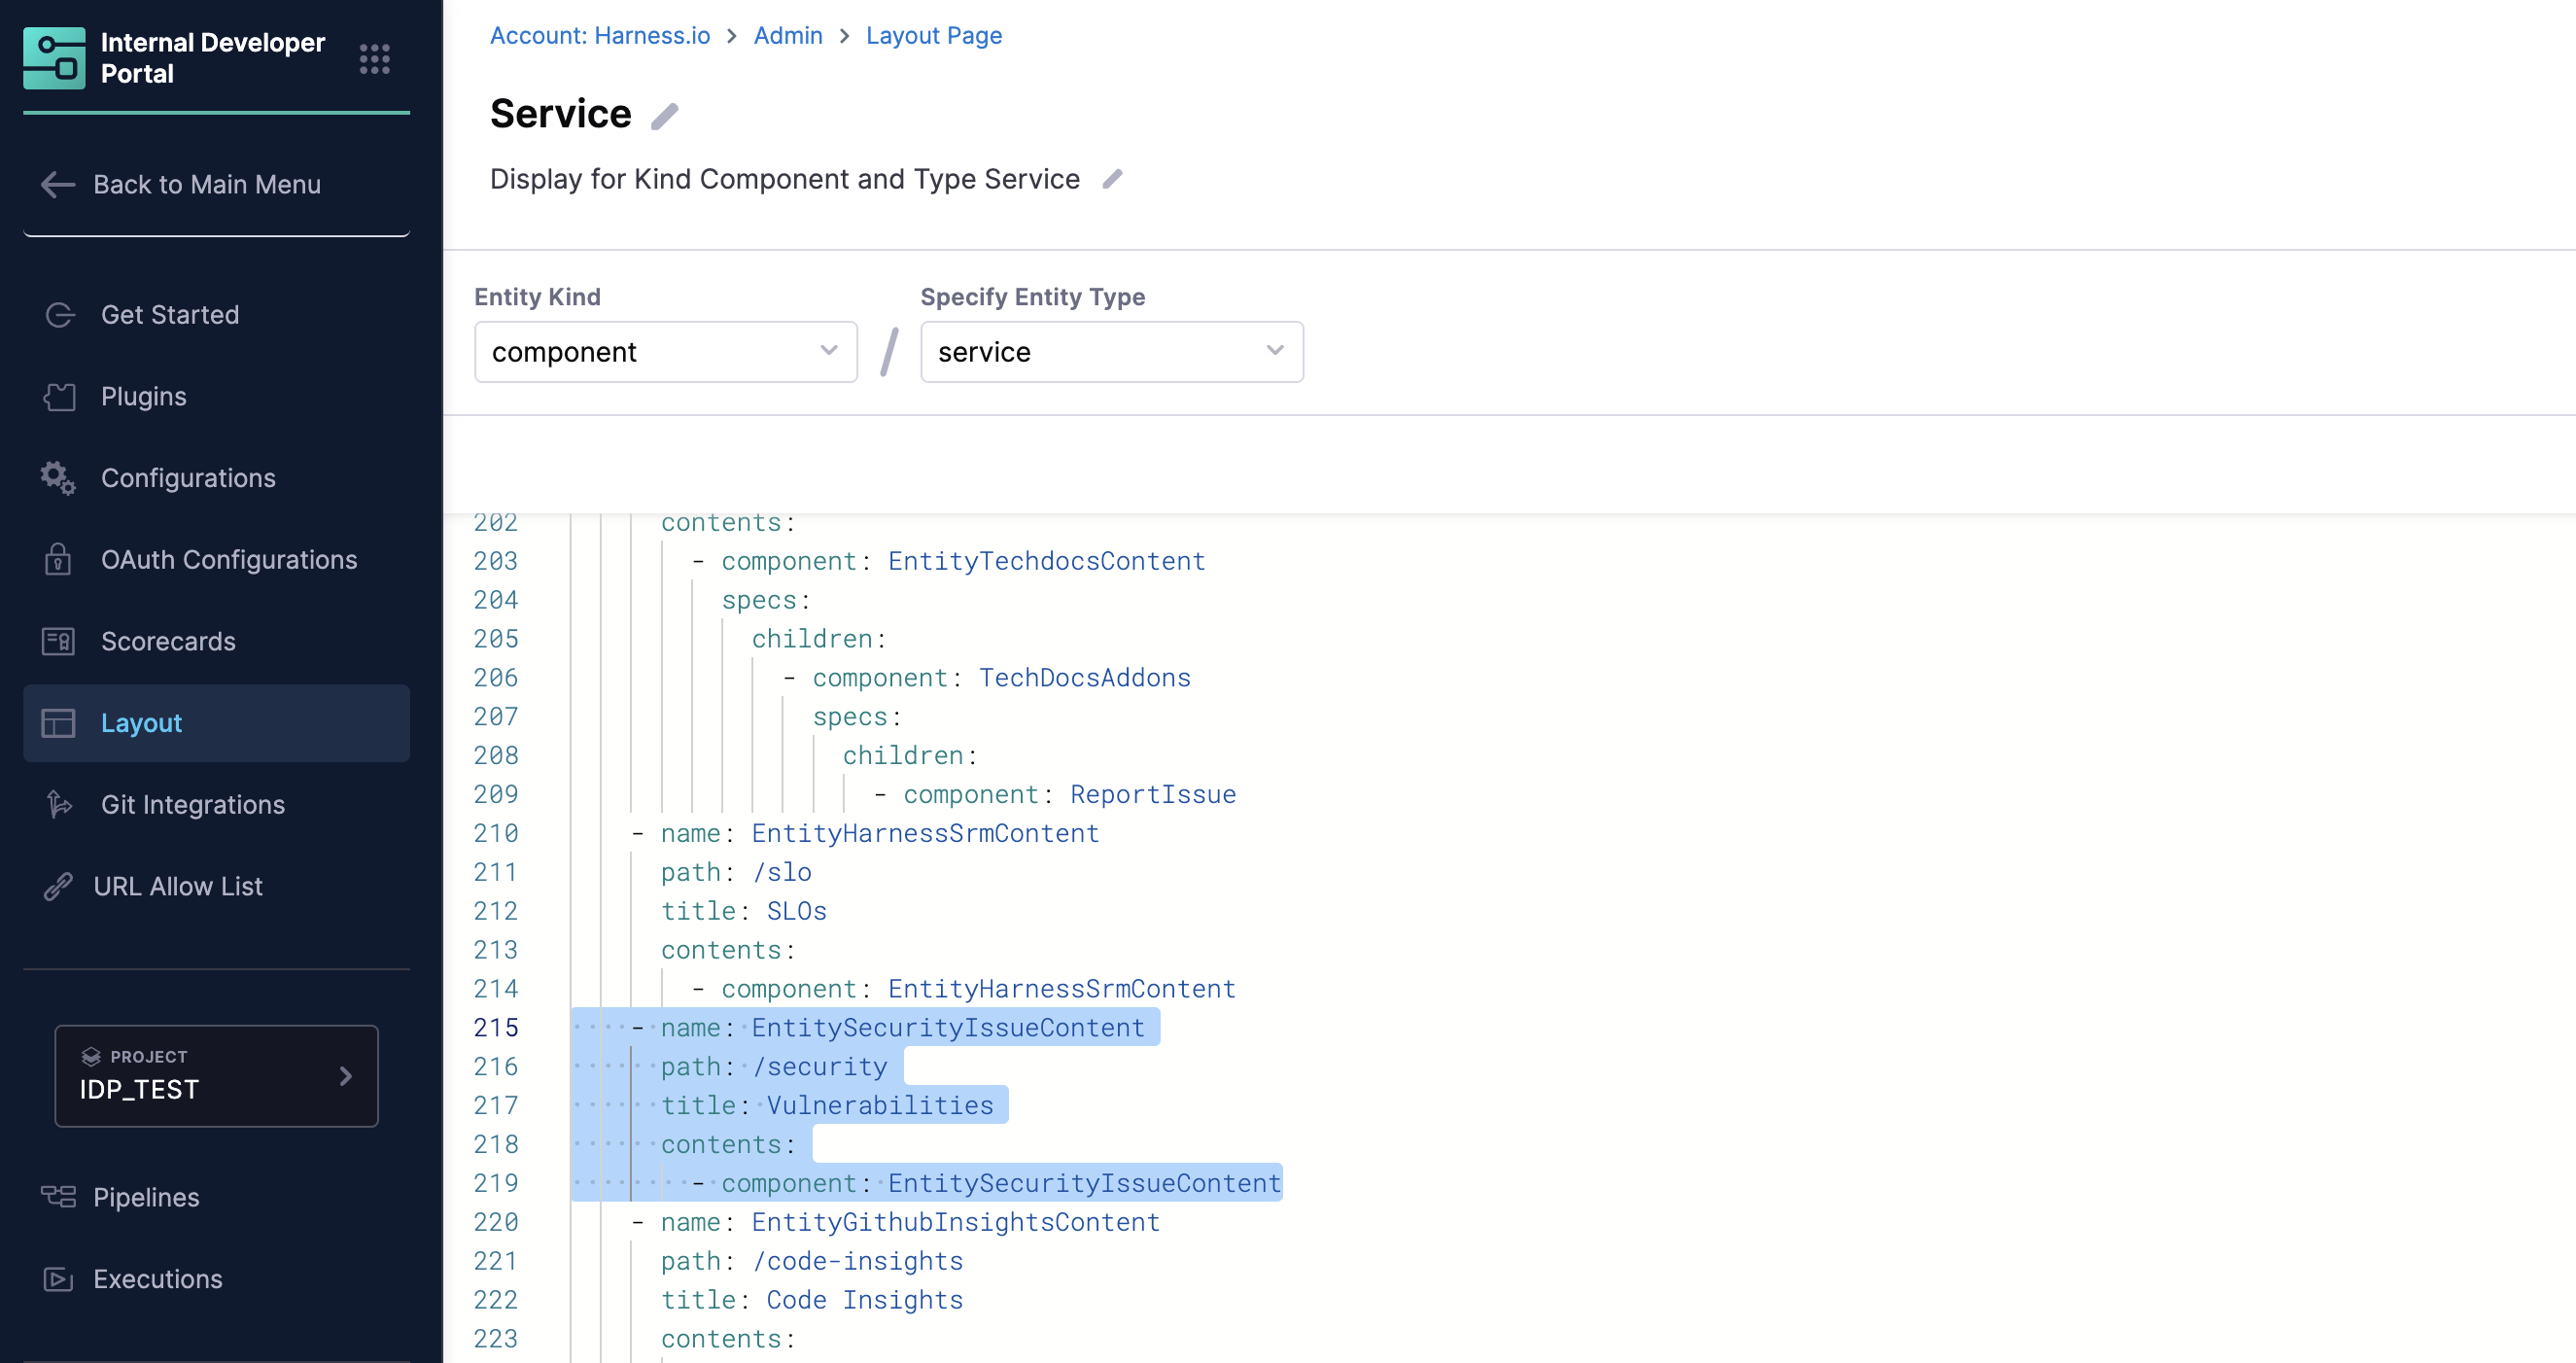 Internal Developer
Portal
Back to Main Menu
Get Started
Plugins
Configurations
OAuth Configurations
Scorecards
Layout
Git Integrations
URL Allow List
PROJECT
IDP_TEST
Pipelines
Executions
Account: Harness.io > Admin > Layout Page
Service
Display for Kind Component and Type Service
Entity Kind
component
/
Specify Entity Type
service
202 contents:
203 - component: EntityTechdocsContent
204 specs:
205 children:
206 - component: TechDocsAddons
207 specs:
208 children:
209 - component: ReportIssue
210 - name: EntityHarnessSrmContent
211 path: /slo
212 title: SLOs
213 contents:
214 - component: EntityHarnessSrmContent
215 - name: EntitySecurityIssueContent
216 path: /security
217 title: Vulnerabilities
218 contents:
219 - component: EntitySecurityIssueContent
220 - name: EntityGithubInsightsContent
221 path: /code-insights
222 title: Code Insights
223 contents: